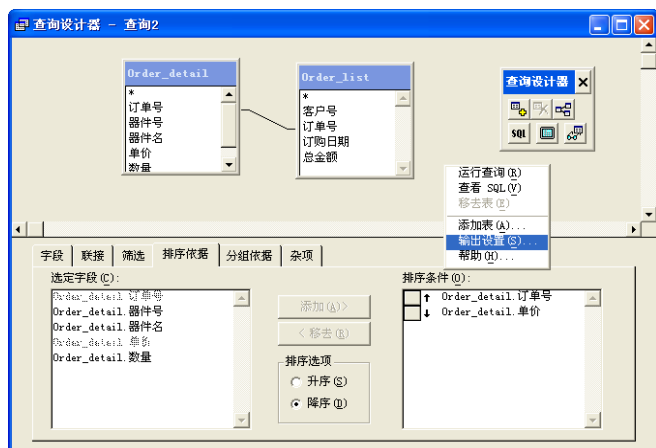 查询设计器 - 查询2
Order_detail
*
订单号
器件号
器件名
单价
数量
Order_list
*
客户号
订单号
订购日期
总金额
查询设计器
SQL
运行查询(R)
查看 SQL(V)
移去表(E)
添加表(A)...
输出设置(S)...
帮助(H)...
字段
联接
筛选
排序依据
分组依据
杂项
选定字段(C):
Order_detail.订单号
Order_detail.器件号
Order_detail.器件名
Order_detail.单价
Order_detail.数量
添加(A)>
< 移去(R)
排序选项
升序(S)
降序(D)
排序条件(O):
↑ Order_detail.订单号
↓ Order_detail.单价